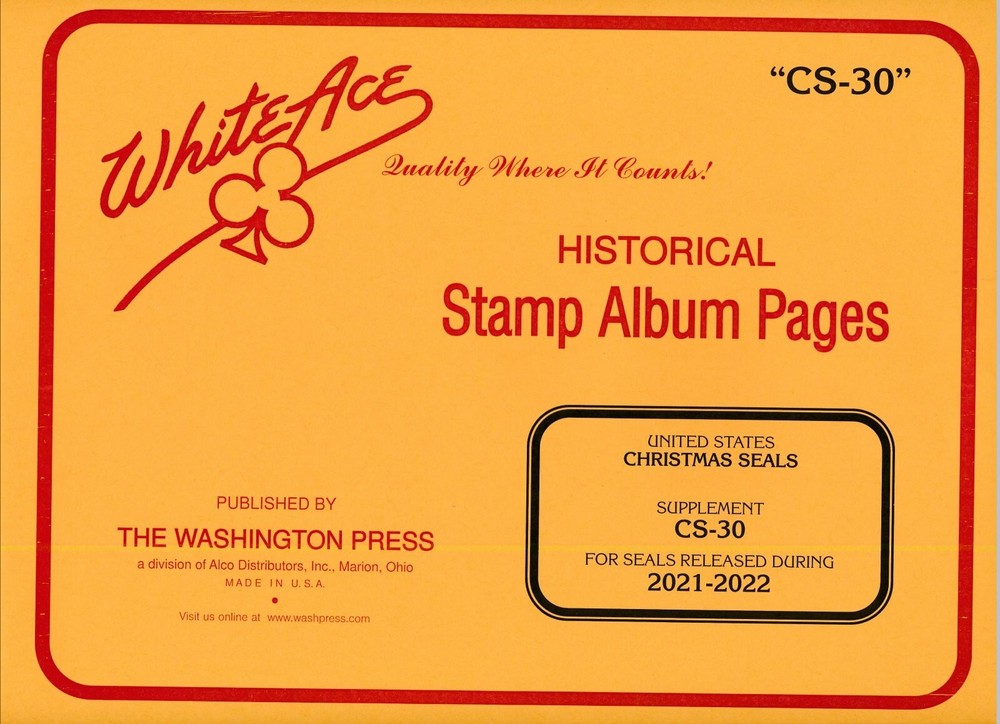 "CS-30"
White Ace
Quality Where It Counts!
HISTORICAL
Stamp Album Pages
UNITED STATES
CHRISTMAS SEALS
SUPPLEMENT
CS-30
FOR SEALS RELEASED DURING
2021-2022
PUBLISHED BY
THE WASHINGTON PRESS
a division of Alco Distributors, Inc., Marion, Ohio
MADE IN U.S.A.
Visit us online at www.washpress.com